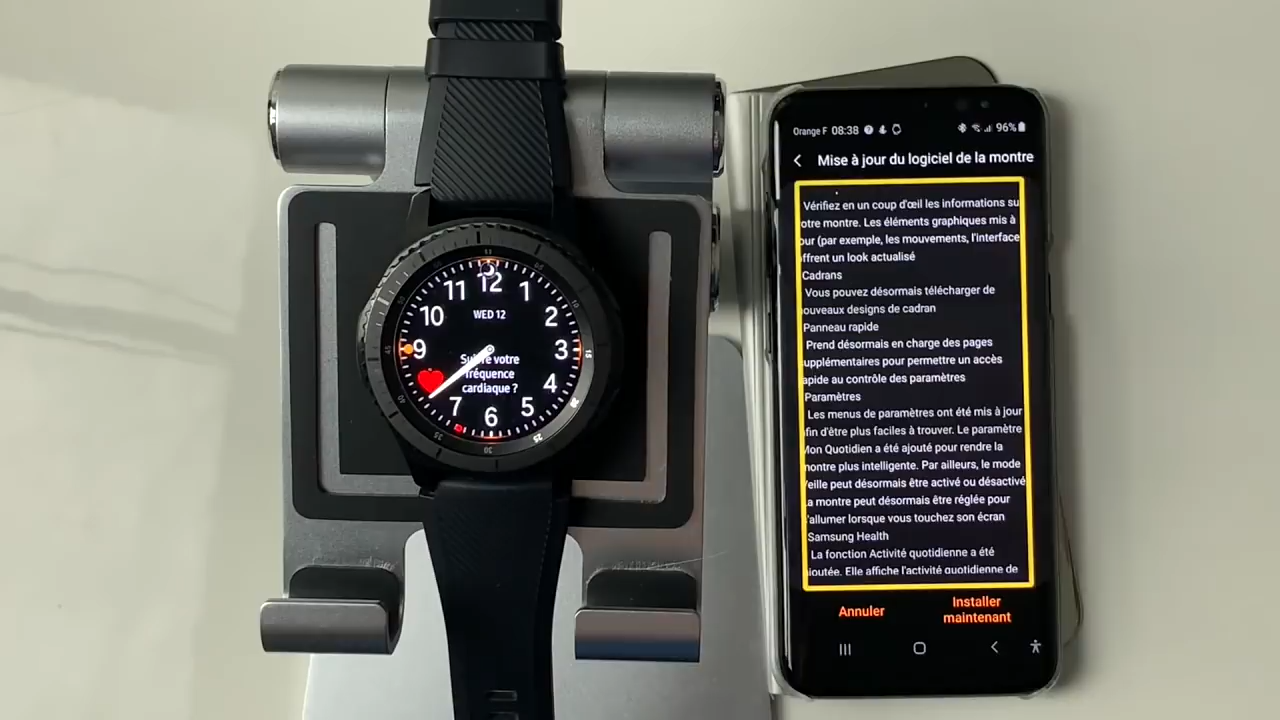 12
11
1
10
WED 12
2
9
3
Suivre votre
fréquence
cardiaque ?
8
4
7
5
6
Orange F 08:38
96%
Mise à jour du logiciel de la montre
Vérifiez en un coup d'œil les informations su
otre montre. Les éléments graphiques mis à
our (par exemple, les mouvements, l'interface
ffrent un look actualisé
Cadrans
Vous pouvez désormais télécharger de
ouveaux designs de cadran
Panneau rapide
Prend désormais en charge des pages
upplémentaires pour permettre un accès
apide au contrôle des paramètres
Paramètres
Les menus de paramètres ont été mis à jour
fin d'être plus faciles à trouver. Le paramètre
Mon Quotidien a été ajouté pour rendre la
montre plus intelligente. Par ailleurs, le mode
Veille peut désormais être activé ou désactivé
La montre peut désormais être réglée pour
'allumer lorsque vous touchez son écran
Samsung Health
La fonction Activité quotidienne a été
joutée. Elle affiche l'activité quotidienne de
Annuler
Installer
maintenant